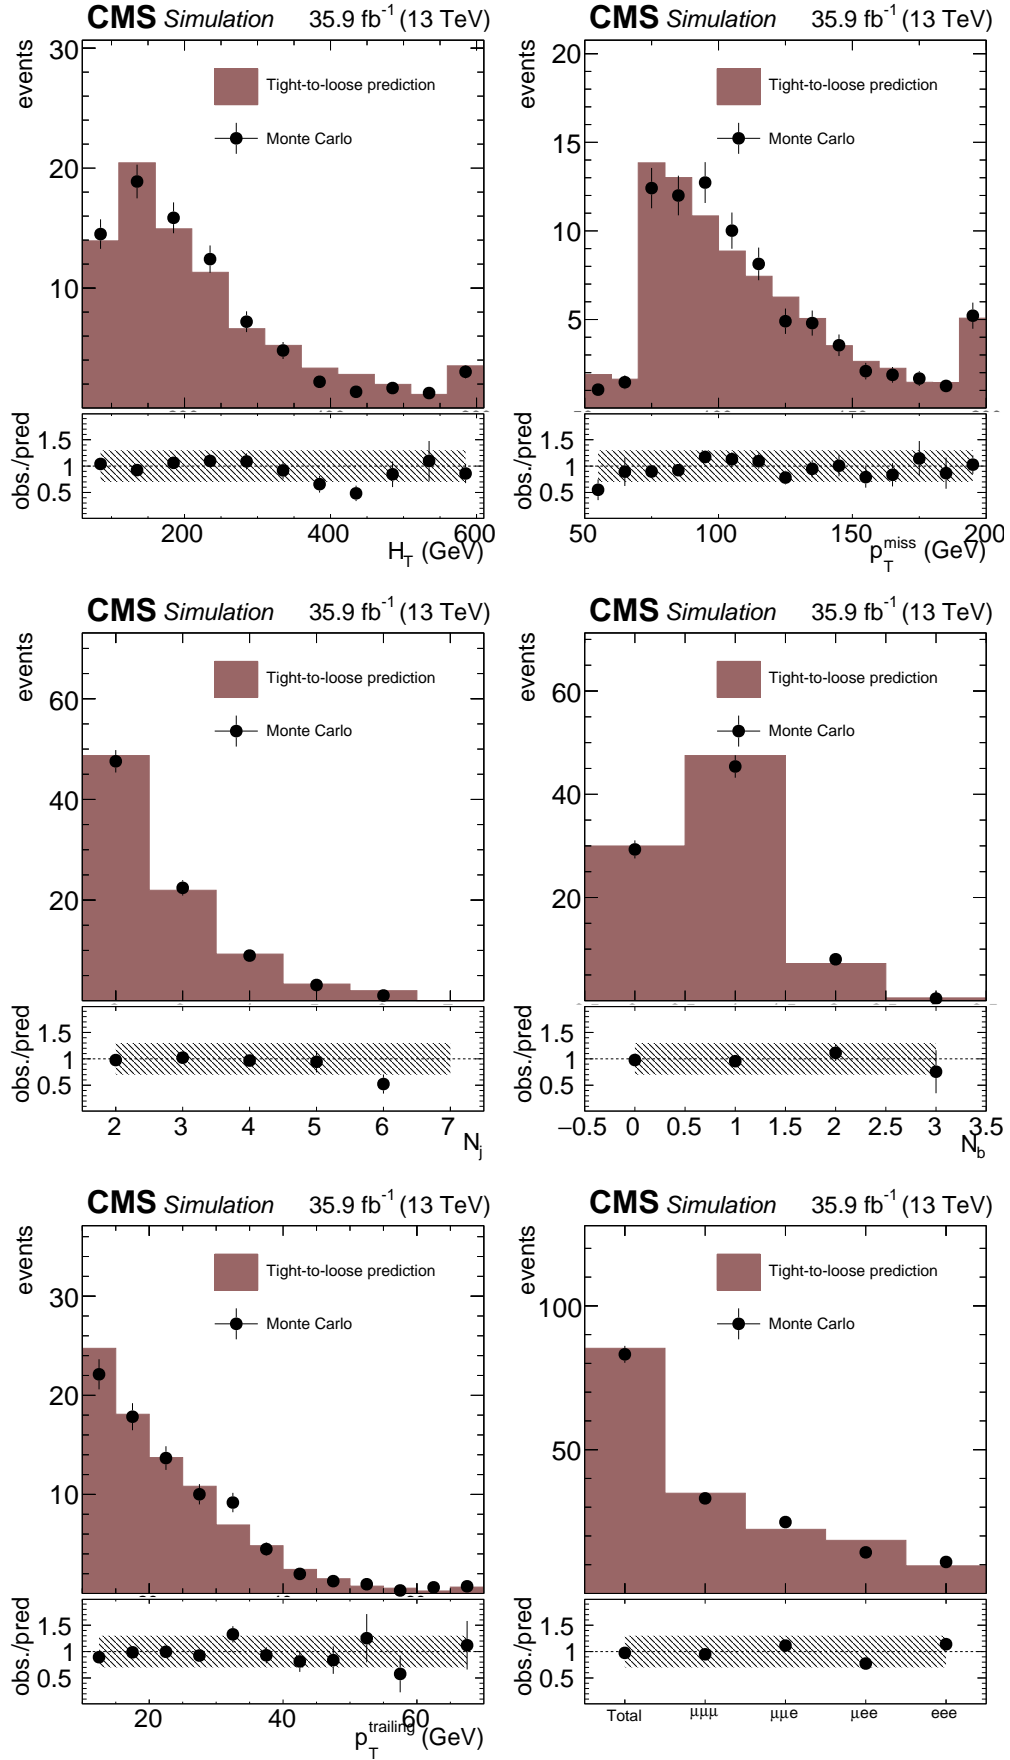 CMS Simulation 35.9 fb⁻¹ (13 TeV)
events
30
20
10
Tight-to-loose prediction
Monte Carlo
obs./pred
1.5
1
0.5
200 400 600
H_T (GeV)
CMS Simulation 35.9 fb⁻¹ (13 TeV)
events
20
15
10
5
Tight-to-loose prediction
Monte Carlo
obs./pred
1.5
1
0.5
50 100 150 200
p_T^miss (GeV)
CMS Simulation 35.9 fb⁻¹ (13 TeV)
events
60
40
20
Tight-to-loose prediction
Monte Carlo
obs./pred
1.5
1
0.5
2 3 4 5 6 7
N_j
CMS Simulation 35.9 fb⁻¹ (13 TeV)
events
60
40
20
Tight-to-loose prediction
Monte Carlo
obs./pred
1.5
1
0.5
−0.5 0 0.5 1 1.5 2 2.5 3 3.5
N_b
CMS Simulation 35.9 fb⁻¹ (13 TeV)
events
30
20
10
Tight-to-loose prediction
Monte Carlo
obs./pred
1.5
1
0.5
20 40 60
p_T^trailing (GeV)
CMS Simulation 35.9 fb⁻¹ (13 TeV)
events
100
50
Tight-to-loose prediction
Monte Carlo
obs./pred
1.5
1
0.5
Total μμμ μμe μee eee